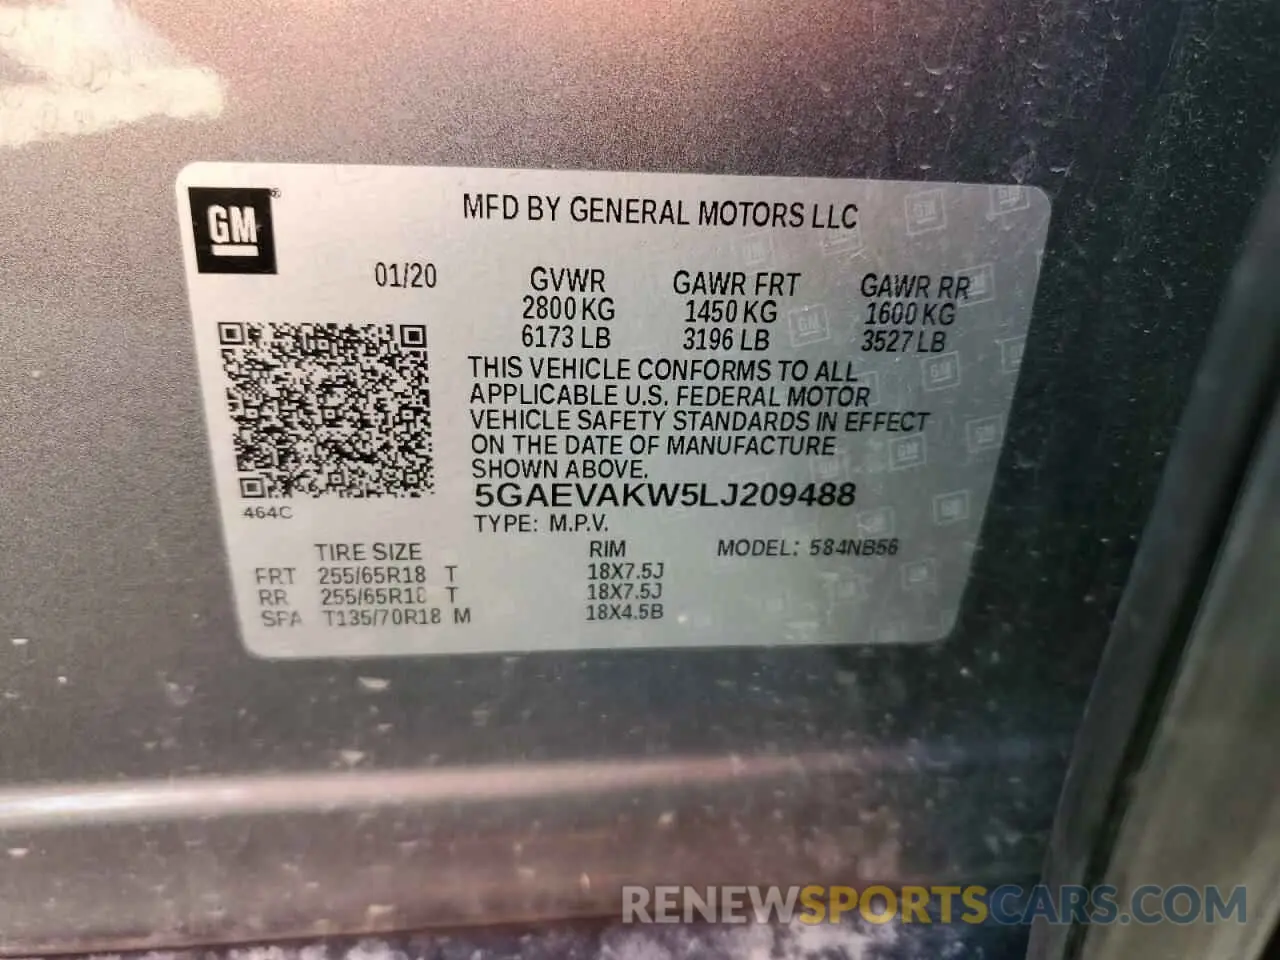 GM®
MFD BY GENERAL MOTORS LLC
01/20 GVWR GAWR FRT GAWR RR
2800 KG 1450 KG 1600 KG
6173 LB 3196 LB 3527 LB
THIS VEHICLE CONFORMS TO ALL
APPLICABLE U.S. FEDERAL MOTOR
VEHICLE SAFETY STANDARDS IN EFFECT
ON THE DATE OF MANUFACTURE
SHOWN ABOVE.
5GAEVAKW5LJ209488
464C
TYPE: M.P.V.
TIRE SIZE RIM MODEL: 584NB56
FRT 255/65R18 T 18X7.5J
RR 255/65R18 T 18X7.5J
SPA T135/70R18 M 18X4.5B
RENEWSPORTSCARS.COM